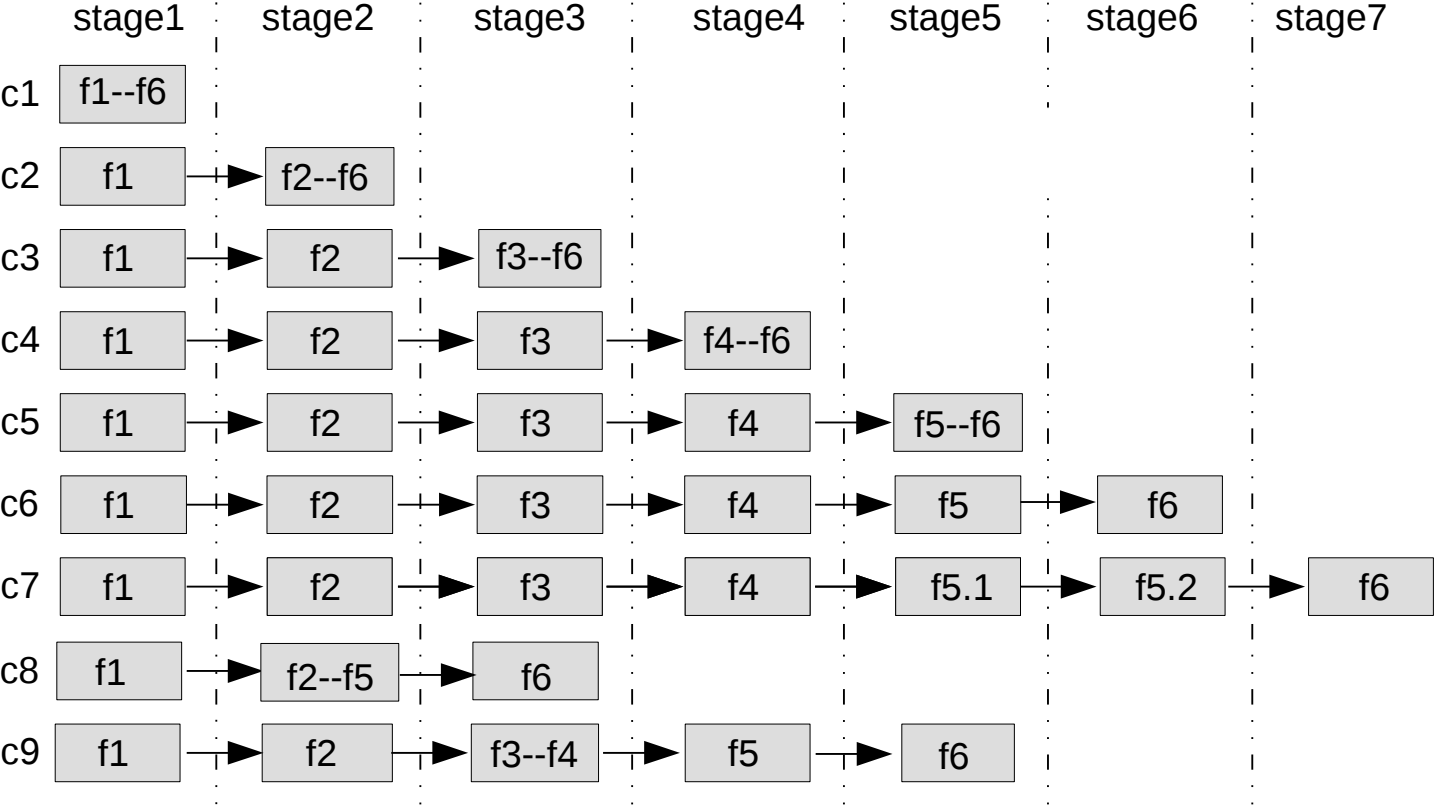 stage1 stage2 stage3 stage4 stage5 stage6 stage7
c1 f1--f6
c2 f1 f2--f6
c3 f1 f2 f3--f6
c4 f1 f2 f3 f4--f6
c5 f1 f2 f3 f4 f5--f6
c6 f1 f2 f3 f4 f5 f6
c7 f1 f2 f3 f4 f5.1 f5.2 f6
c8 f1 f2--f5 f6
c9 f1 f2 f3--f4 f5 f6